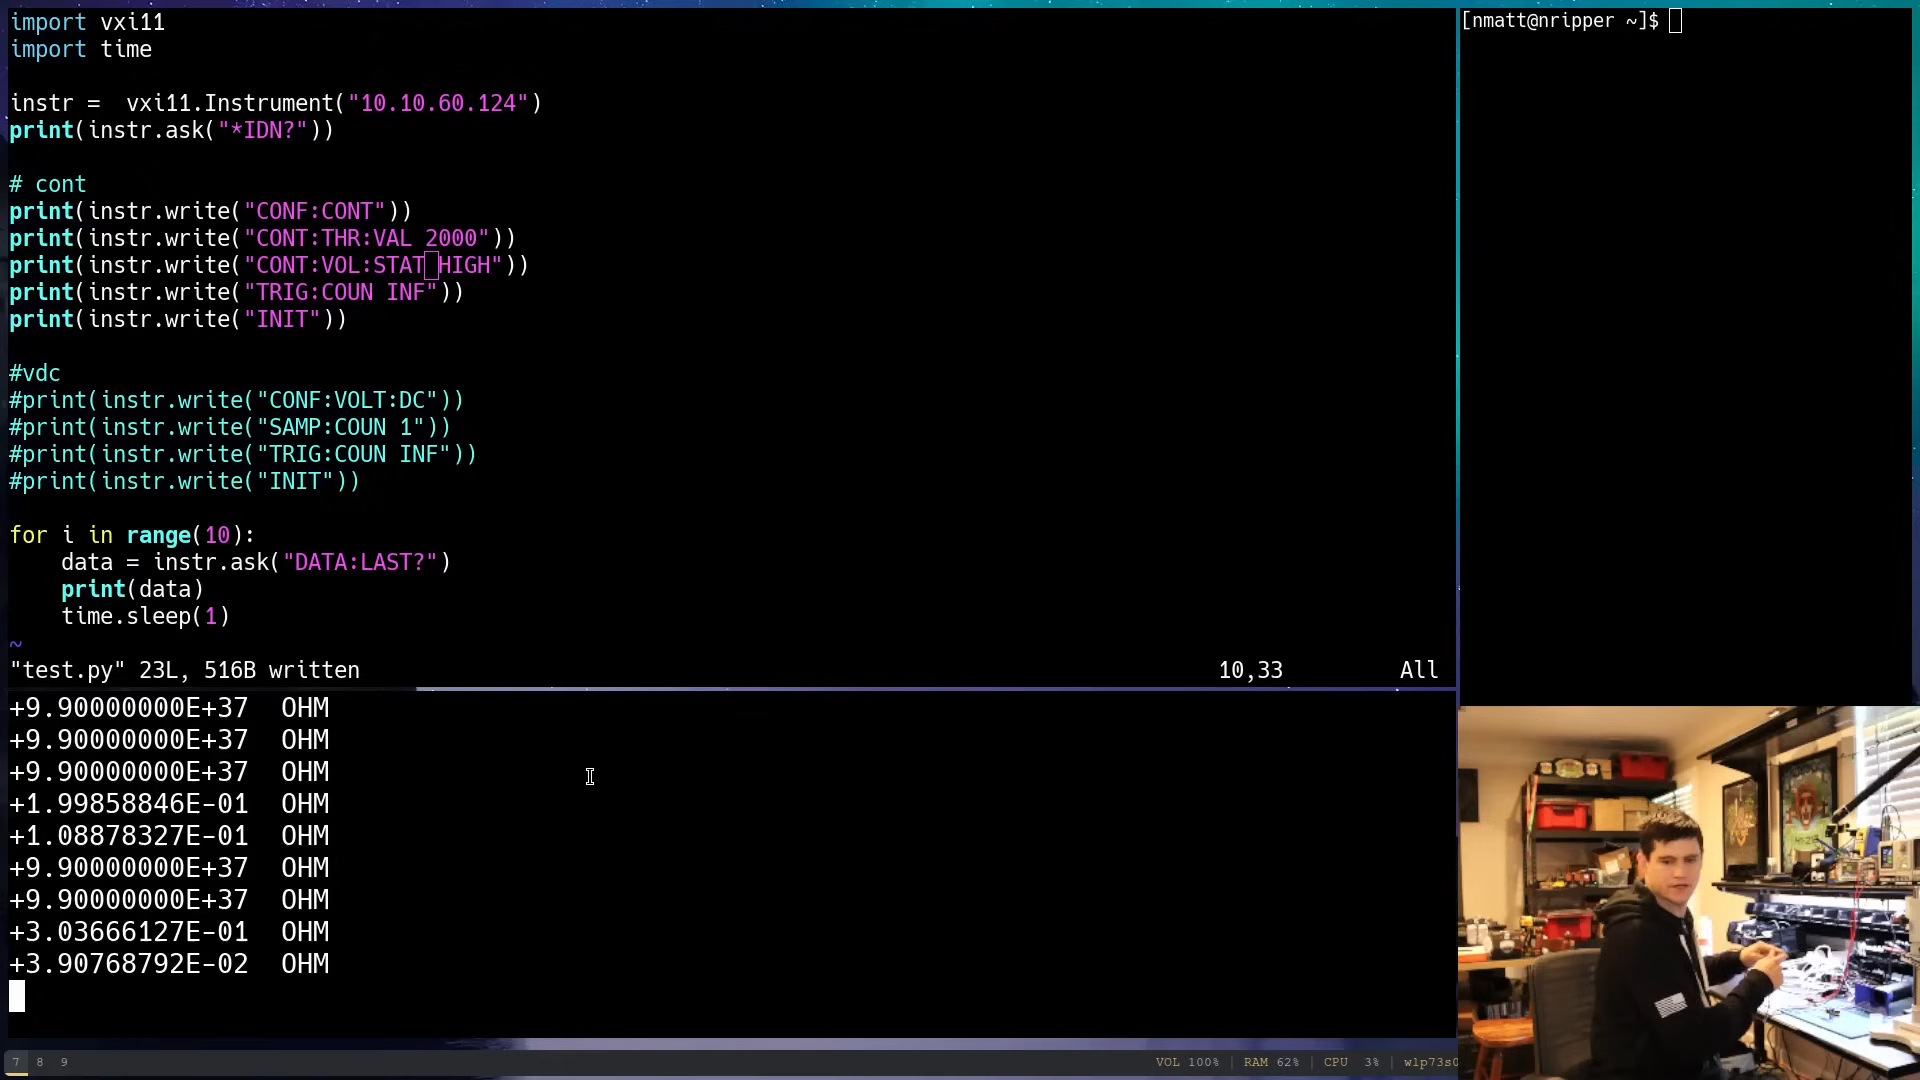 import vxi11
import time
instr =  vxi11.Instrument("10.10.60.124")
print(instr.ask("*IDN?"))
# cont
print(instr.write("CONF:CONT"))
print(instr.write("CONT:THR:VAL 2000"))
print(instr.write("CONT:VOL:STAT HIGH"))
print(instr.write("TRIG:COUN INF"))
print(instr.write("INIT"))
#vdc
#print(instr.write("CONF:VOLT:DC"))
#print(instr.write("SAMP:COUN 1"))
#print(instr.write("TRIG:COUN INF"))
#print(instr.write("INIT"))
for i in range(10):
    data = instr.ask("DATA:LAST?")
    print(data)
    time.sleep(1)
~
"test.py" 23L, 516B written 10,33 All
+9.90000000E+37  OHM
+9.90000000E+37  OHM
+9.90000000E+37  OHM
+1.99858846E-01  OHM
+1.08878327E-01  OHM
+9.90000000E+37  OHM
+9.90000000E+37  OHM
+3.03666127E-01  OHM
+3.90768792E-02  OHM
[nmatt@nripper ~]$
7 8 9 VOL 100% | RAM 62% | CPU 3% | wlp73s0